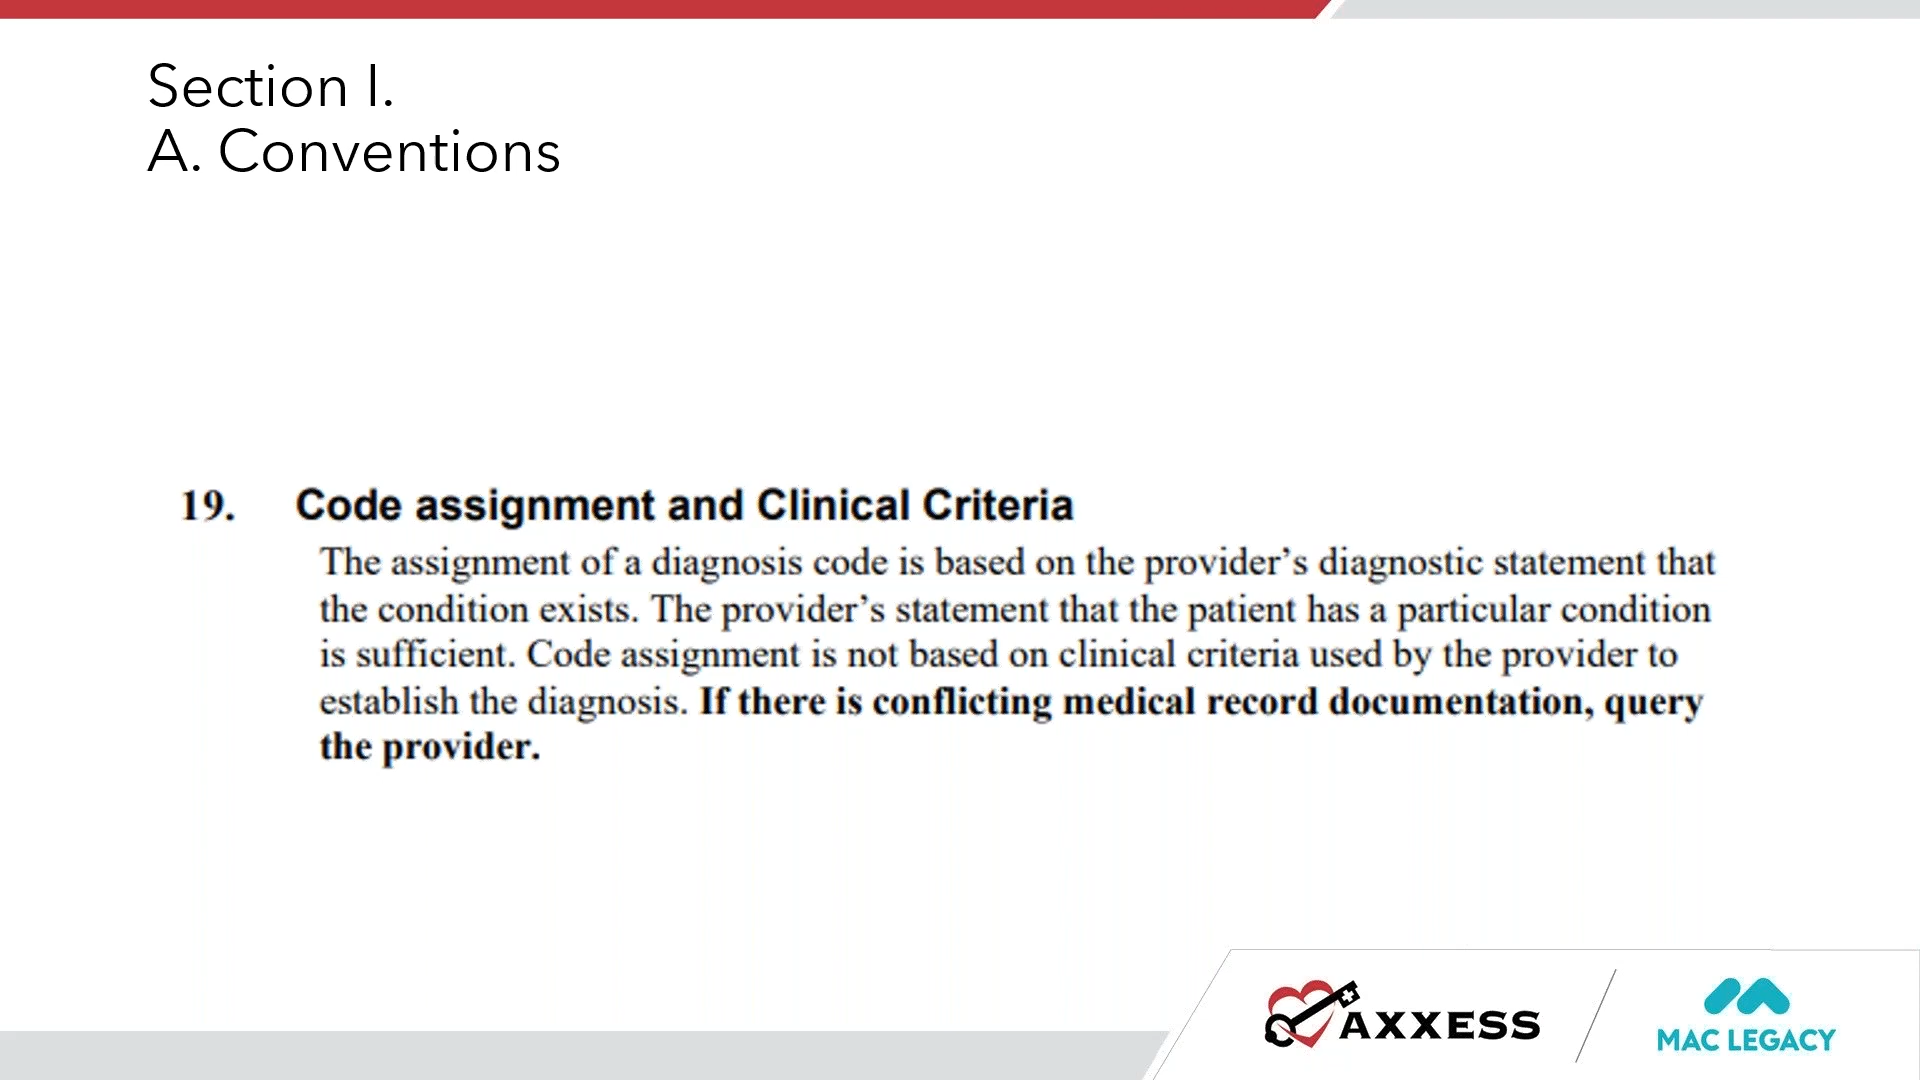 Section I.
A. Conventions
19. Code assignment and Clinical Criteria
The assignment of a diagnosis code is based on the provider’s diagnostic statement that
the condition exists. The provider’s statement that the patient has a particular condition
is sufficient. Code assignment is not based on clinical criteria used by the provider to
establish the diagnosis. If there is conflicting medical record documentation, query
the provider.
AXXESS
MAC LEGACY